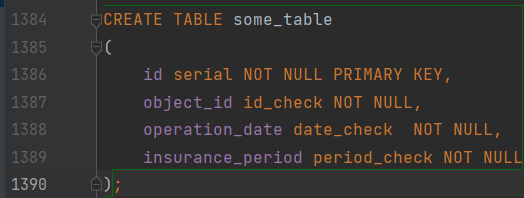 1384 CREATE TABLE some_table
1385 (
1386 id serial NOT NULL PRIMARY KEY,
1387 object_id id_check NOT NULL,
1388 operation_date date_check  NOT NULL,
1389 insurance_period period_check NOT NULL
1390 );